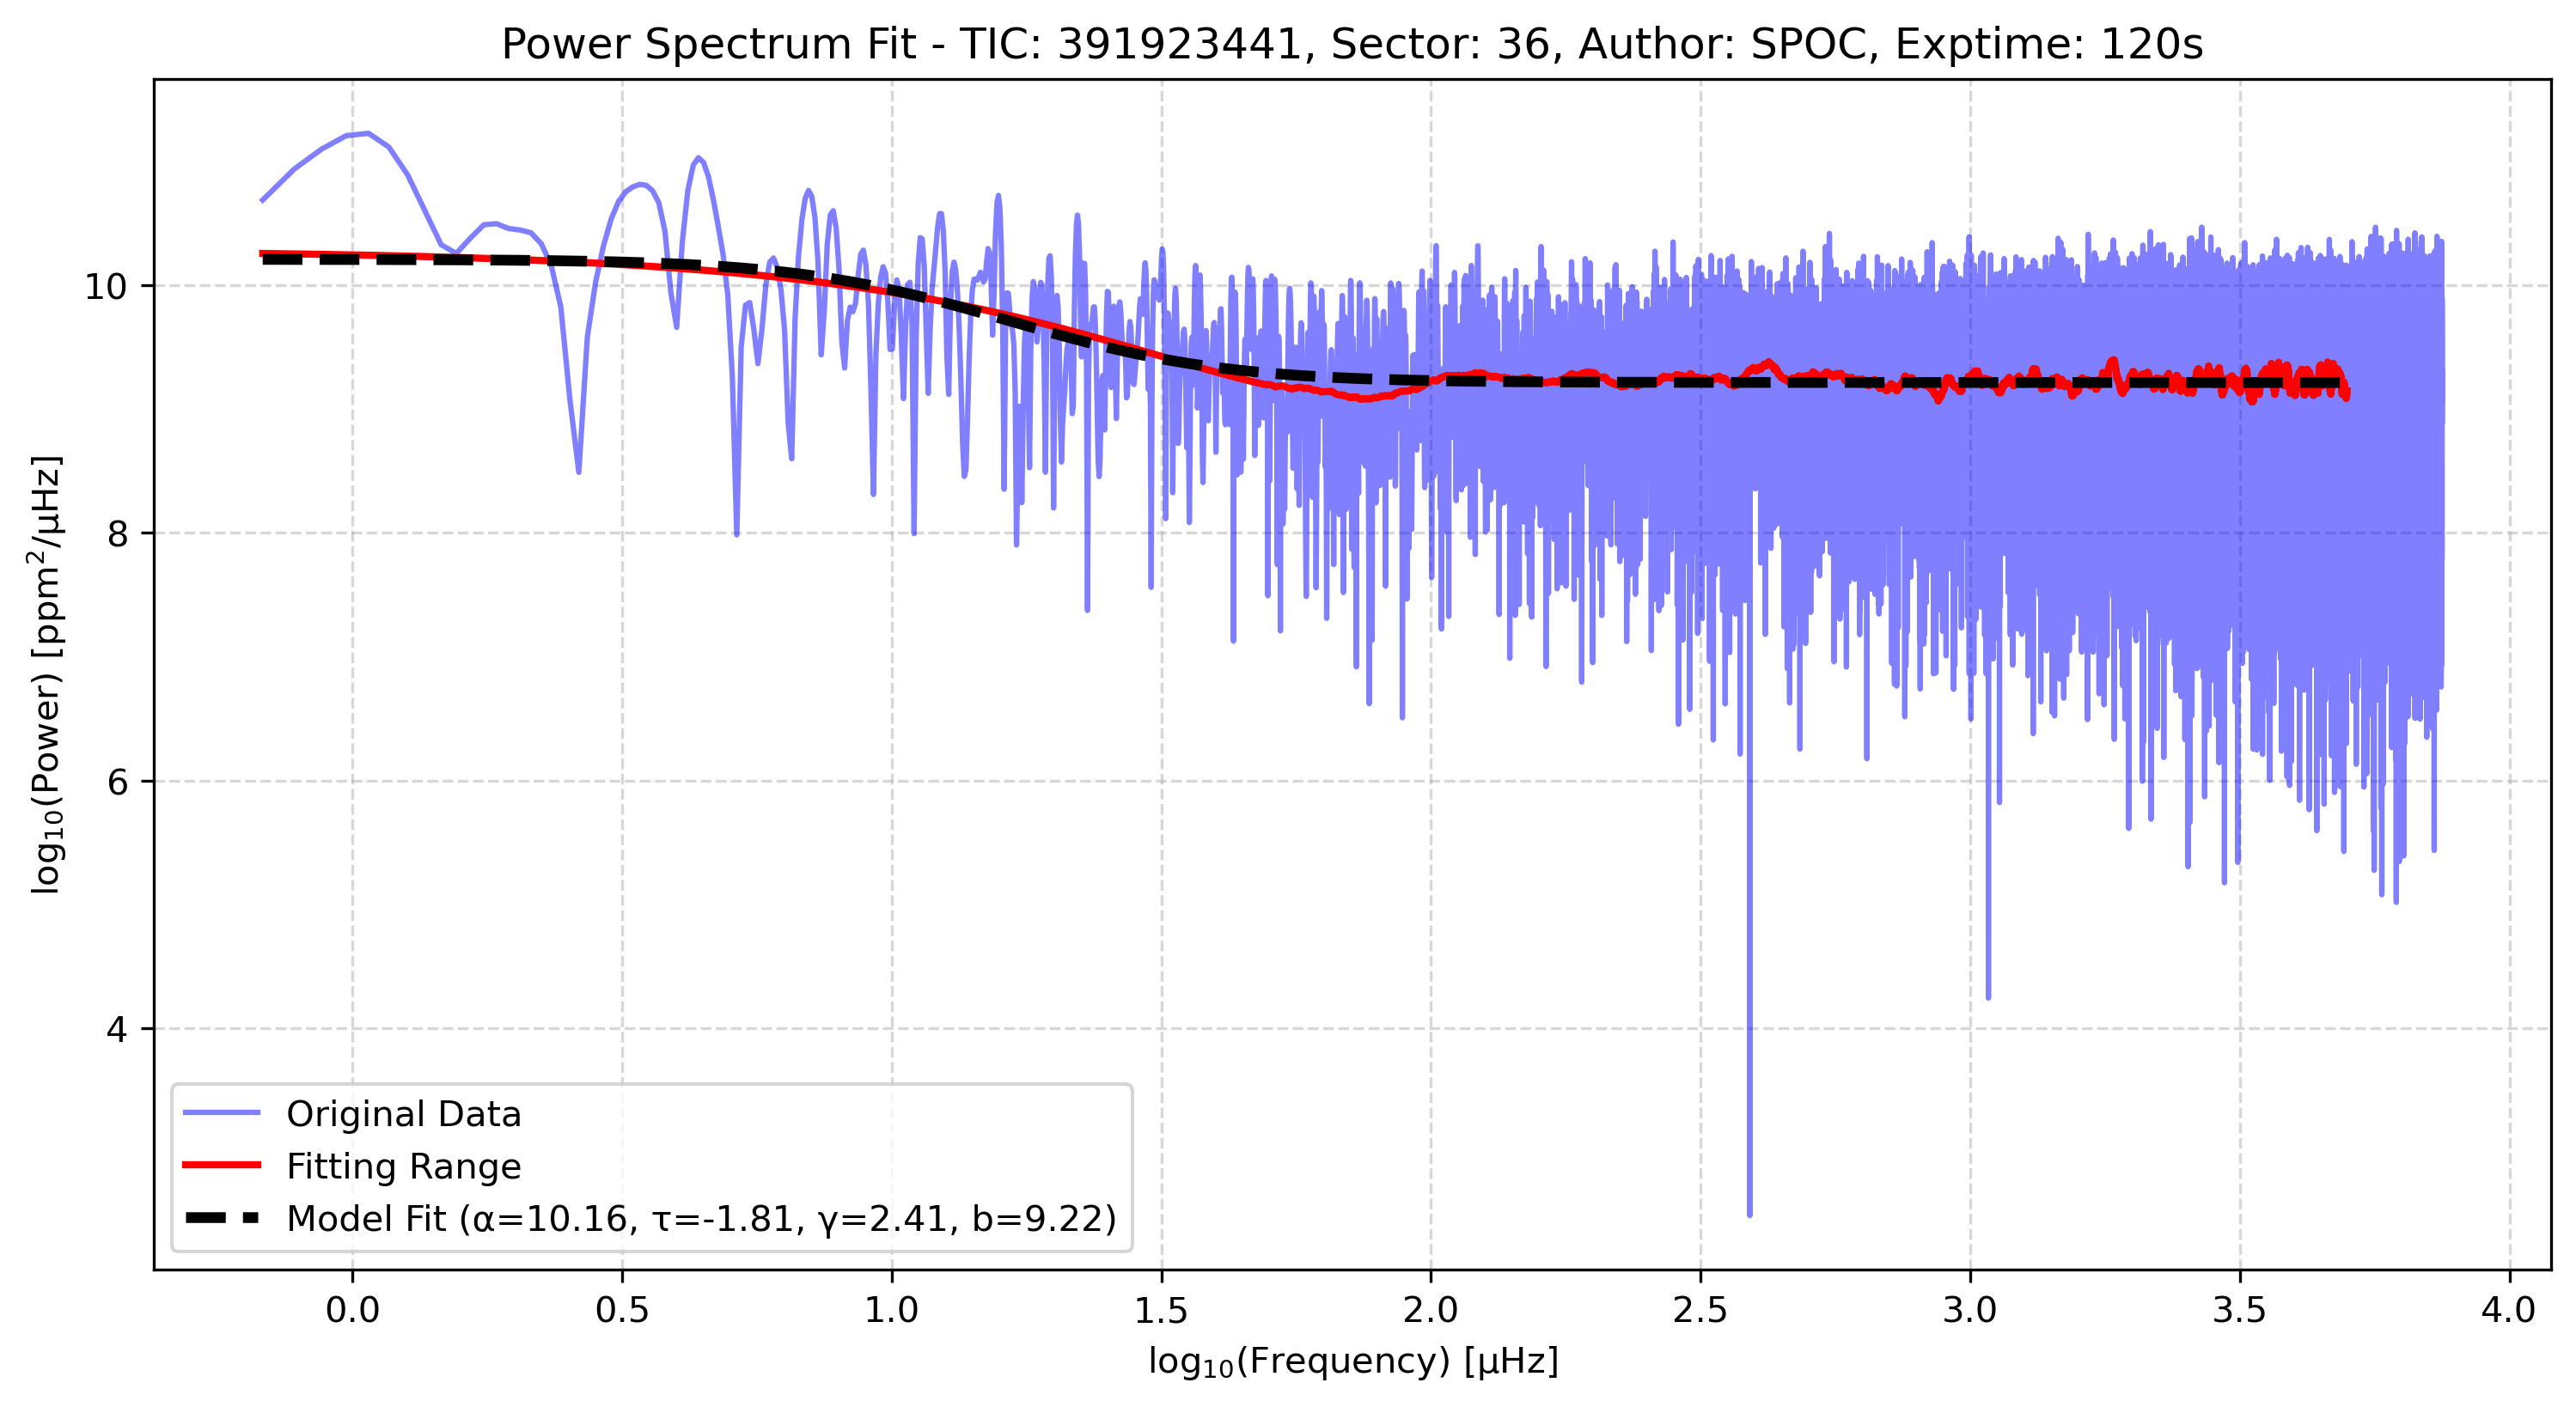 Power Spectrum Fit - TIC: 391923441, Sector: 36, Author: SPOC, Exptime: 120s
log₁₀(Power) [ppm²/μHz]
10
8
6
4
Original Data
Fitting Range
Model Fit (α=10.16, τ=-1.81, γ=2.41, b=9.22)
0.0 0.5 1.0 1.5 2.0 2.5 3.0 3.5 4.0
log₁₀(Frequency) [μHz]